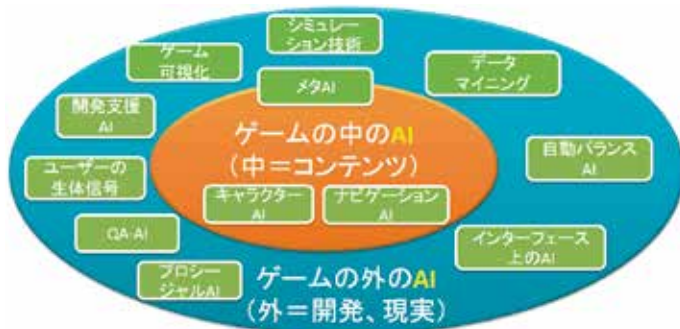 シミュレー
ション技術
ゲーム
可視化
データ
マイニング
メタAI
開発支援
AI
ゲームの中のAI
(中=コンテンツ)
自動バランス
AI
ユーザーの
生体信号
キャラクター
AI
ナビゲーション
AI
QA-AI
インターフェース
上のAI
プロシー
ジャルAI
ゲームの外のAI
(外=開発、現実)